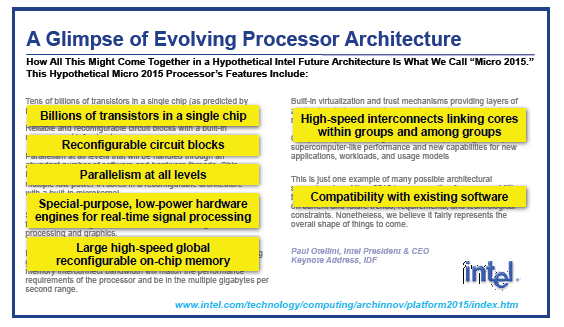 A Glimpse of Evolving Processor Architecture
How All This Might Come Together in a Hypothetical Intel Future Architecture Is What We Call “Micro 2015.”
This Hypothetical Micro 2015 Processor’s Features Include:
Tens of billions of transistors in a single chip (as predicted by
Billions of transistors in a single chip
Reliable and reconfigurable circuit blocks with a built-in
Reconfigurable circuit blocks
Parallelism at all levels that will be handled through an
Parallelism at all levels
Special-purpose, low-power hardware
engines for real-time signal processing
processing and graphics.
Large high-speed global
reconfigurable on-chip memory
memory interconnect bandwidth will match the performance
requirements of the processor and be in the multiple gigabytes per
second range.
Built-in virtualization and trust mechanisms providing layers of
High-speed interconnects linking cores
within groups and among groups
supercomputer-like performance and new capabilities for new
applications, workloads, and usage models
This is just one example of many possible architectural
Compatibility with existing software
constraints. Nonetheless, we believe it fairly represents the
overall shape of things to come.
Paul Otellini, Intel President & CEO
Keynote Address, IDF
intel
www.intel.com/technology/computing/archinnov/platform2015/index.htm